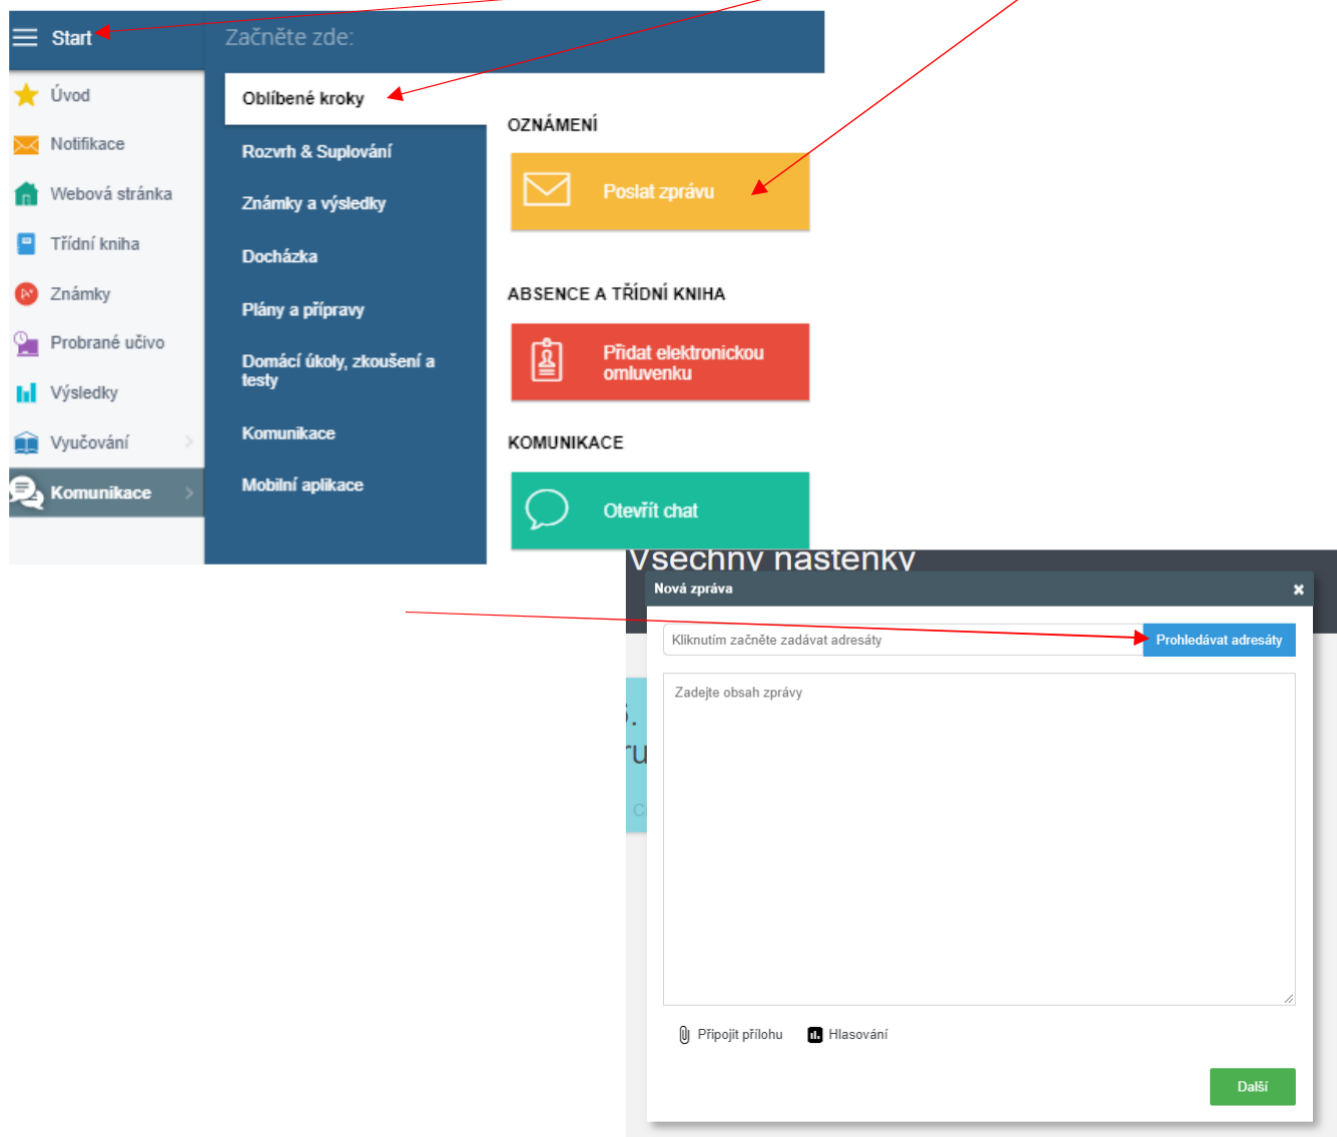 Start
Úvod
Notifikace
Webová stránka
Třídní kniha
Známky
Probrané učivo
Výsledky
Vyučování
Komunikace
Začněte zde:
Oblíbené kroky
Rozvrh & Suplování
Známky a výsledky
Docházka
Plány a přípravy
Domácí úkoly, zkoušení a
testy
Komunikace
Mobilní aplikace
OZNÁMENÍ
Poslat zprávu
ABSENCE A TŘÍDNÍ KNIHA
Přidat elektronickou
omluvenku
KOMUNIKACE
Otevřít chat
Všechny nástěnky
Nová zpráva
Kliknutím začněte zadávat adresáty
Prohledávat adresáty
Zadejte obsah zprávy
Připojit přílohu
Hlasování
Další